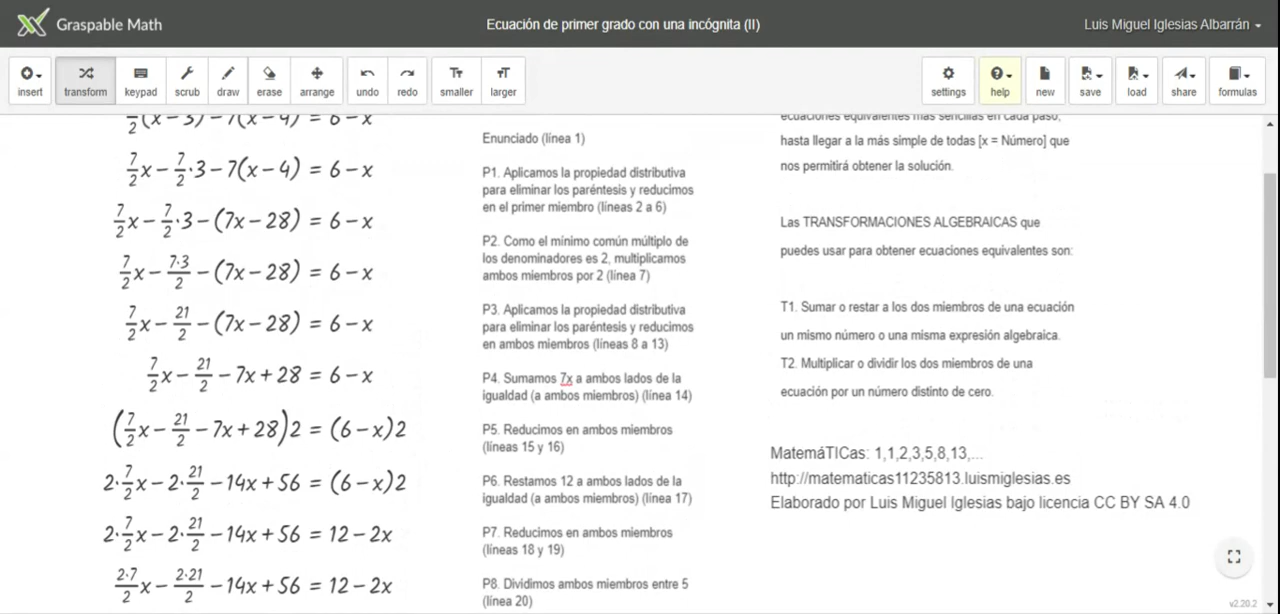 Graspable Math
Ecuación de primer grado con una incógnita (II)
Luis Miguel Iglesias Albarrán
insert
transform
keypad
scrub
draw
erase
arrange
undo
redo
smaller
larger
settings
help
new
save
load
share
formulas
7/2(x − 3) − 7(x − 4) = 6 − x
7/2x − 7/2·3 − 7(x − 4) = 6 − x
7/2x − 7/2·3 − (7x − 28) = 6 − x
7/2x − 7·3/2 − (7x − 28) = 6 − x
7/2x − 21/2 − (7x − 28) = 6 − x
7/2x − 21/2 − 7x + 28 = 6 − x
(7/2x − 21/2 − 7x + 28)2 = (6 − x)2
2·7/2x − 2·21/2 − 14x + 56 = (6 − x)2
2·7/2x − 2·21/2 − 14x + 56 = 12 − 2x
2·7/2x − 2·21/2 − 14x + 56 = 12 − 2x
Enunciado (línea 1)
P1. Aplicamos la propiedad distributiva
para eliminar los paréntesis y reducimos
en el primer miembro (líneas 2 a 6)
P2. Como el mínimo común múltiplo de
los denominadores es 2, multiplicamos
ambos miembros por 2 (línea 7)
P3. Aplicamos la propiedad distributiva
para eliminar los paréntesis y reducimos
en ambos miembros (líneas 8 a 13)
P4. Sumamos 7x a ambos lados de la
igualdad (a ambos miembros) (línea 14)
P5. Reducimos en ambos miembros
(líneas 15 y 16)
P6. Restamos 12 a ambos lados de la
igualdad (a ambos miembros) (línea 17)
P7. Reducimos en ambos miembros
(líneas 18 y 19)
P8. Dividimos ambos miembros entre 5
(línea 20)
ecuaciones equivalentes más sencillas en cada paso,
hasta llegar a la más simple de todas [x = Número] que
nos permitirá obtener la solución.
Las TRANSFORMACIONES ALGEBRAICAS que
puedes usar para obtener ecuaciones equivalentes son:
T1. Sumar o restar a los dos miembros de una ecuación
un mismo número o una misma expresión algebraica.
T2. Multiplicar o dividir los dos miembros de una
ecuación por un número distinto de cero.
MatemáTICas: 1,1,2,3,5,8,13,...
http://matematicas11235813.luismiglesias.es
Elaborado por Luis Miguel Iglesias bajo licencia CC BY SA 4.0
v2.20.2